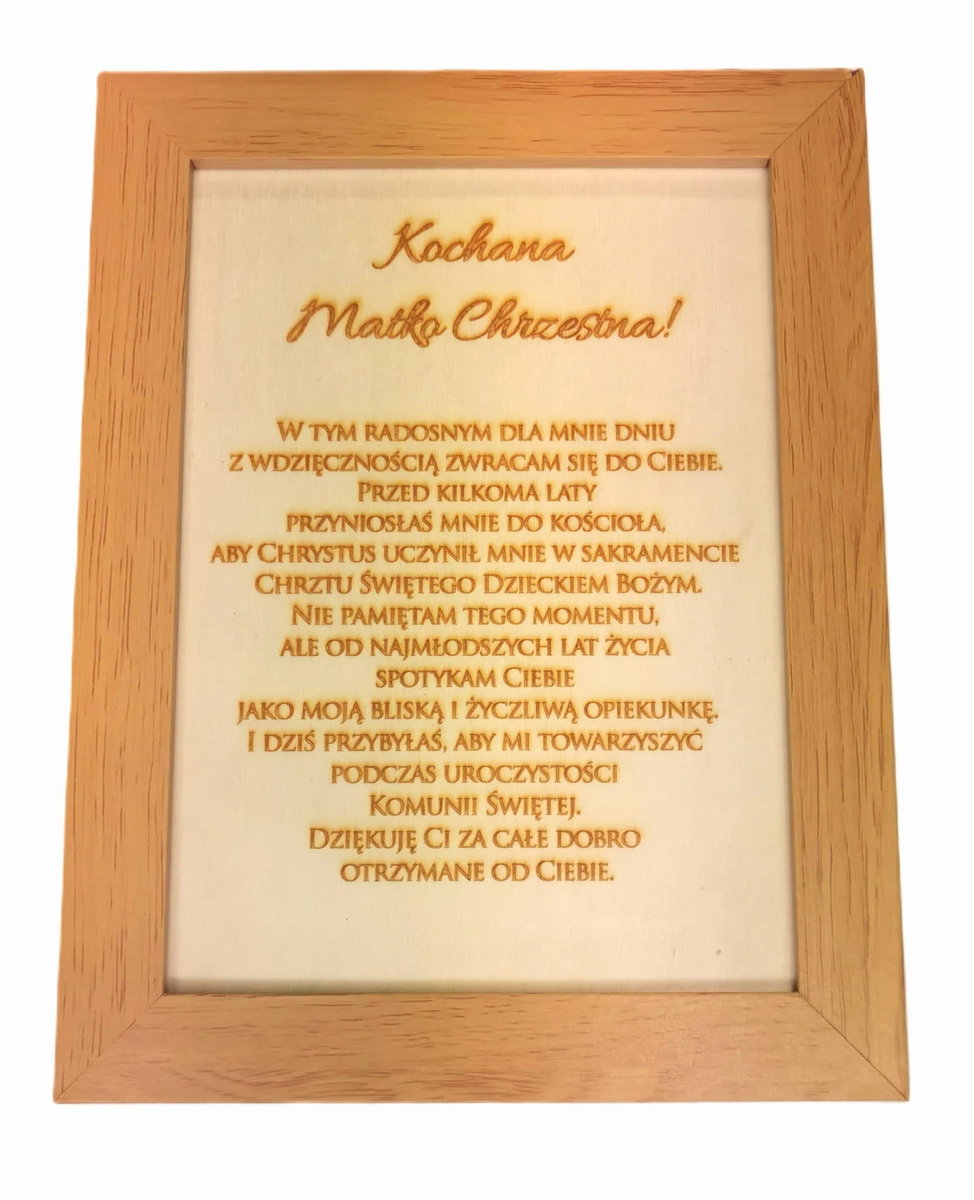 Kochana
Matko Chrzestna!
W TYM RADOSNYM DLA MNIE DNIU
Z WDZIĘCZNOŚCIĄ ZWRACAM SIĘ DO CIEBIE.
PRZED KILKOMA LATY
PRZYNIOSŁAŚ MNIE DO KOŚCIOŁA,
ABY CHRYSTUS UCZYNIŁ MNIE W SAKRAMENCIE
CHRZTU ŚWIĘTEGO DZIECKIEM BOŻYM.
NIE PAMIĘTAM TEGO MOMENTU,
ALE OD NAJMŁODSZYCH LAT ŻYCIA
SPOTYKAM CIEBIE
JAKO MOJĄ BLISKĄ I ŻYCZLIWĄ OPIEKUNKĘ.
I DZIŚ PRZYBYŁAŚ, ABY MI TOWARZYSZYĆ
PODCZAS UROCZYSTOŚCI
KOMUNII ŚWIĘTEJ.
DZIĘKUJĘ CI ZA CAŁE DOBRO
OTRZYMANE OD CIEBIE.